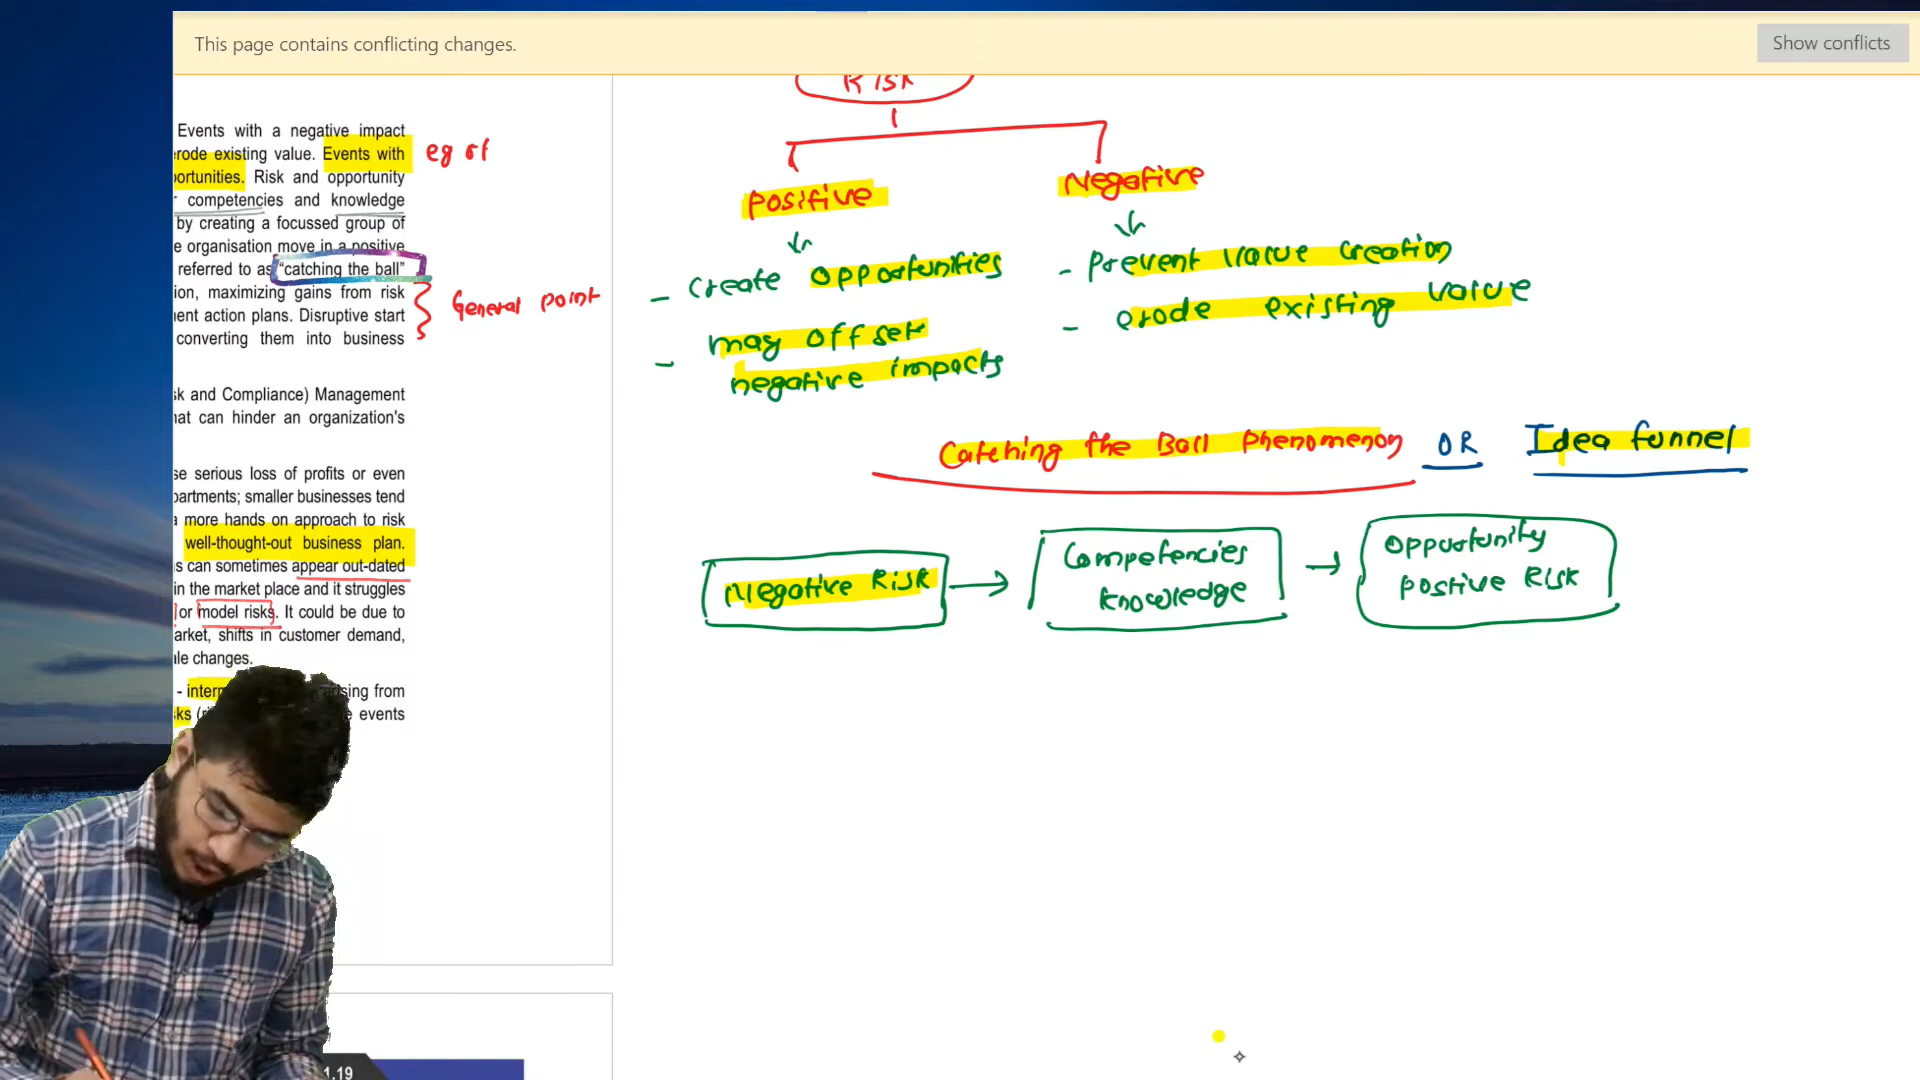 This page contains conflicting changes.
Show conflicts
Risk
Events with a negative impact
erode existing value. Events with
portunities. Risk and opportunity
competencies and knowledge
by creating a focussed group of
e organisation move in a positive
referred to as "catching the ball"
ion, maximizing gains from risk
ent action plans. Disruptive start
converting them into business
sk and Compliance) Management
hat can hinder an organization's
se serious loss of profits or even
partments; smaller businesses tend
a more hands on approach to risk
well-thought-out business plan.
s can sometimes appear out-dated
in the market place and it struggles
or model risks. It could be due to
arket, shifts in customer demand,
ale changes.
- intern
sing from
sks (
e events
1.19
eg of
General point
Positive
Negative
- Create opportunities
- may off set
negative impacts
- Prevent value creation
- erode existing value
Catching the Ball Phenomenon OR Idea funnel
Negative Risk
Competencies
Knowledge
Opportunity
Postive Risk